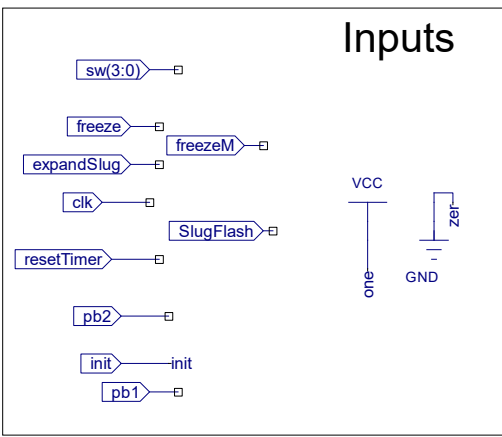 Inputs
sw(3:0)
freeze
freezeM
expandSlug
clk
VCC
zer
SlugFlash
resetTimer
one
GND
pb2
init
init
pb1